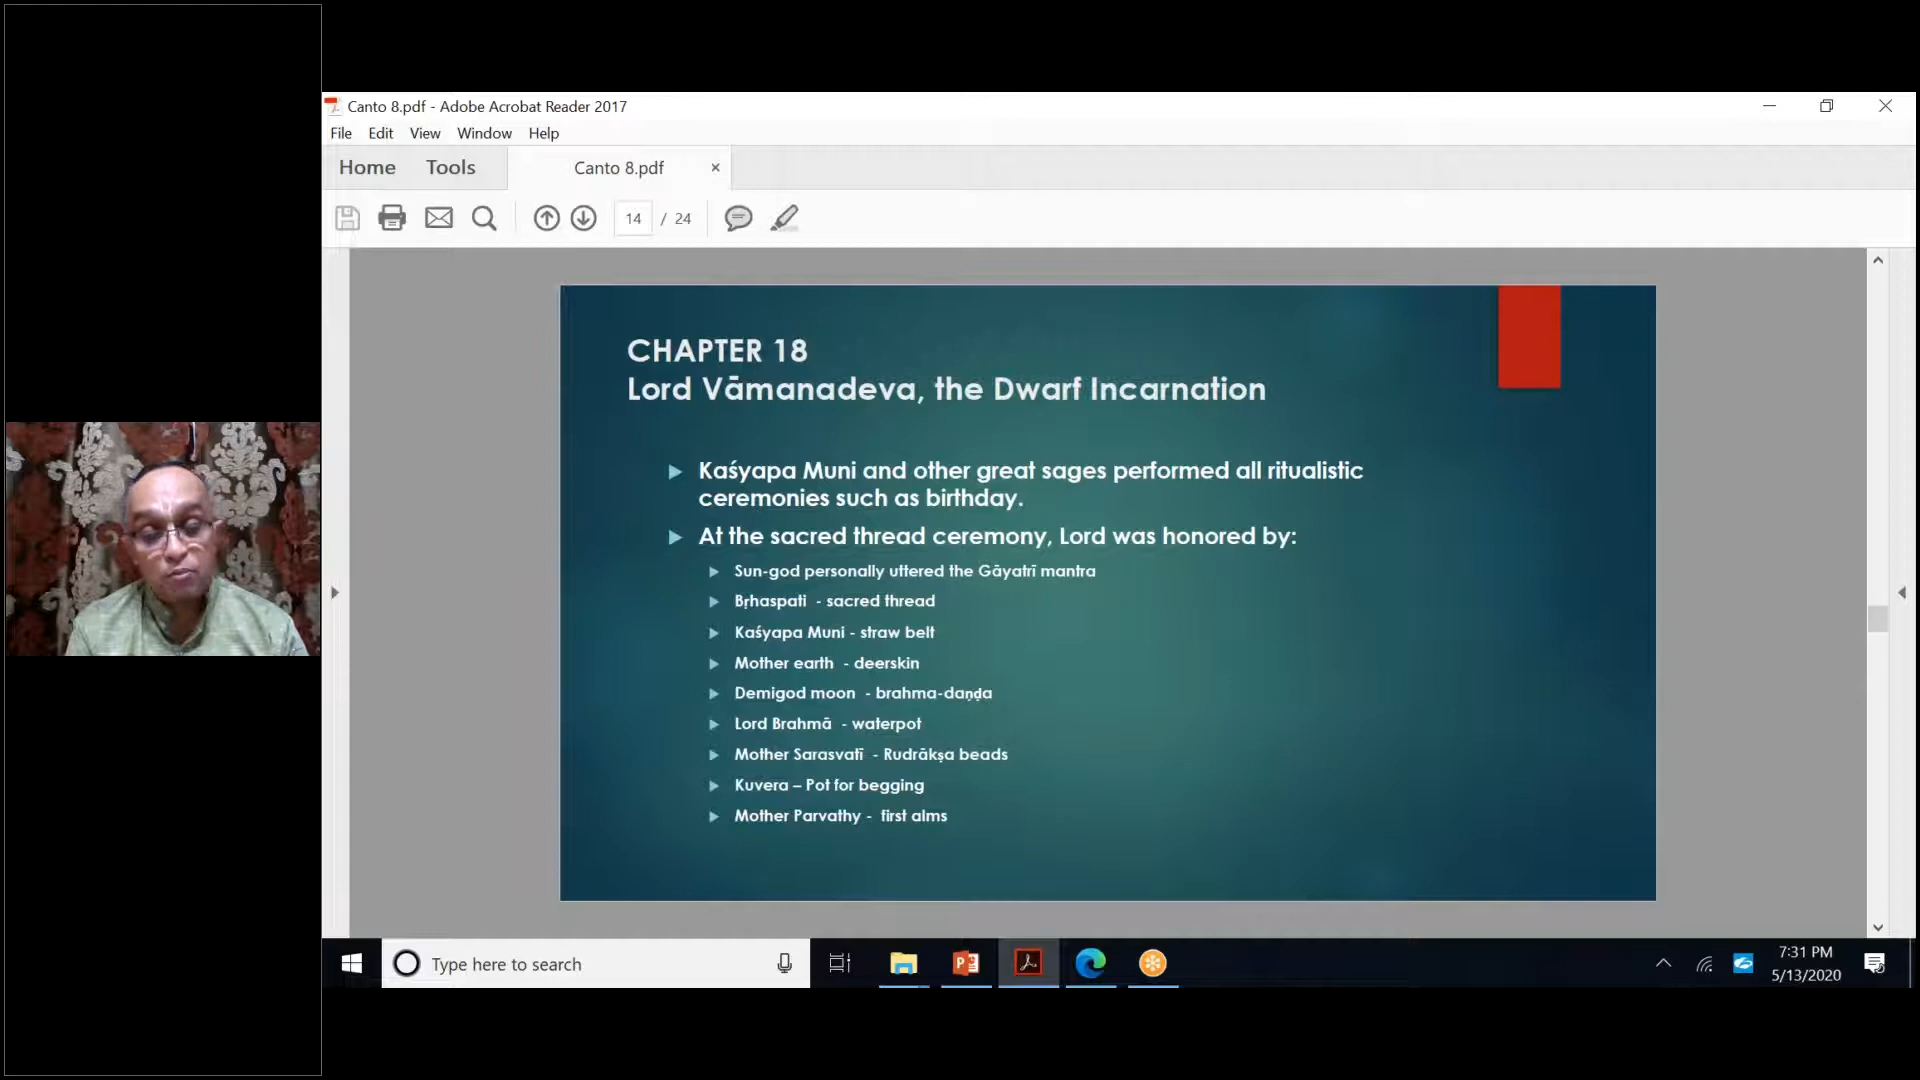 Canto 8.pdf - Adobe Acrobat Reader 2017
File Edit View Window Help
Home Tools Canto 8.pdf ×
14 / 24
CHAPTER 18
Lord Vāmanadeva, the Dwarf Incarnation
Kaśyapa Muni and other great sages performed all ritualistic
ceremonies such as birthday.
At the sacred thread ceremony, Lord was honored by:
Sun-god personally uttered the Gāyatrī mantra
Bṛhaspati - sacred thread
Kaśyapa Muni - straw belt
Mother earth - deerskin
Demigod moon - brahma-daṇḍa
Lord Brahmā - waterpot
Mother Sarasvatī - Rudrākṣa beads
Kuvera – Pot for begging
Mother Parvathy - first alms
Type here to search
7:31 PM
5/13/2020